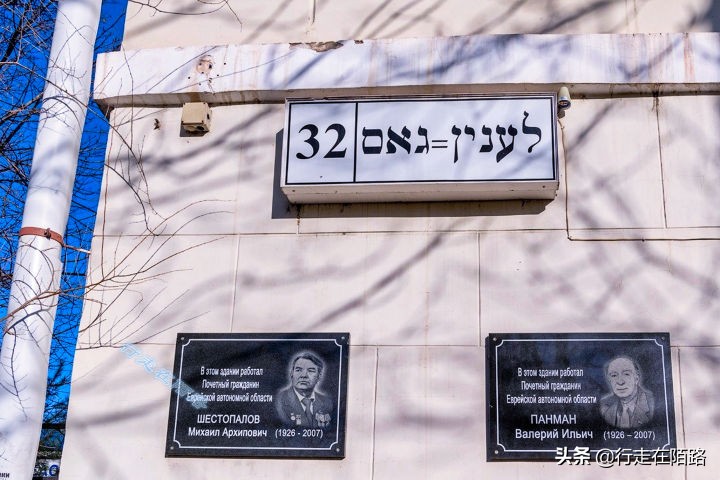 לענין=גאס 32
В этом здании работал
Почетный гражданин
Еврейской автономной области
ШЕСТОПАЛОВ
Михаил Архипович (1926 - 2007)
В этом здании работал
Почетный гражданин
Еврейской автономной области
ПАНМАН
Валерий Ильич (1926 - 2007)
头条 @行走在陌路